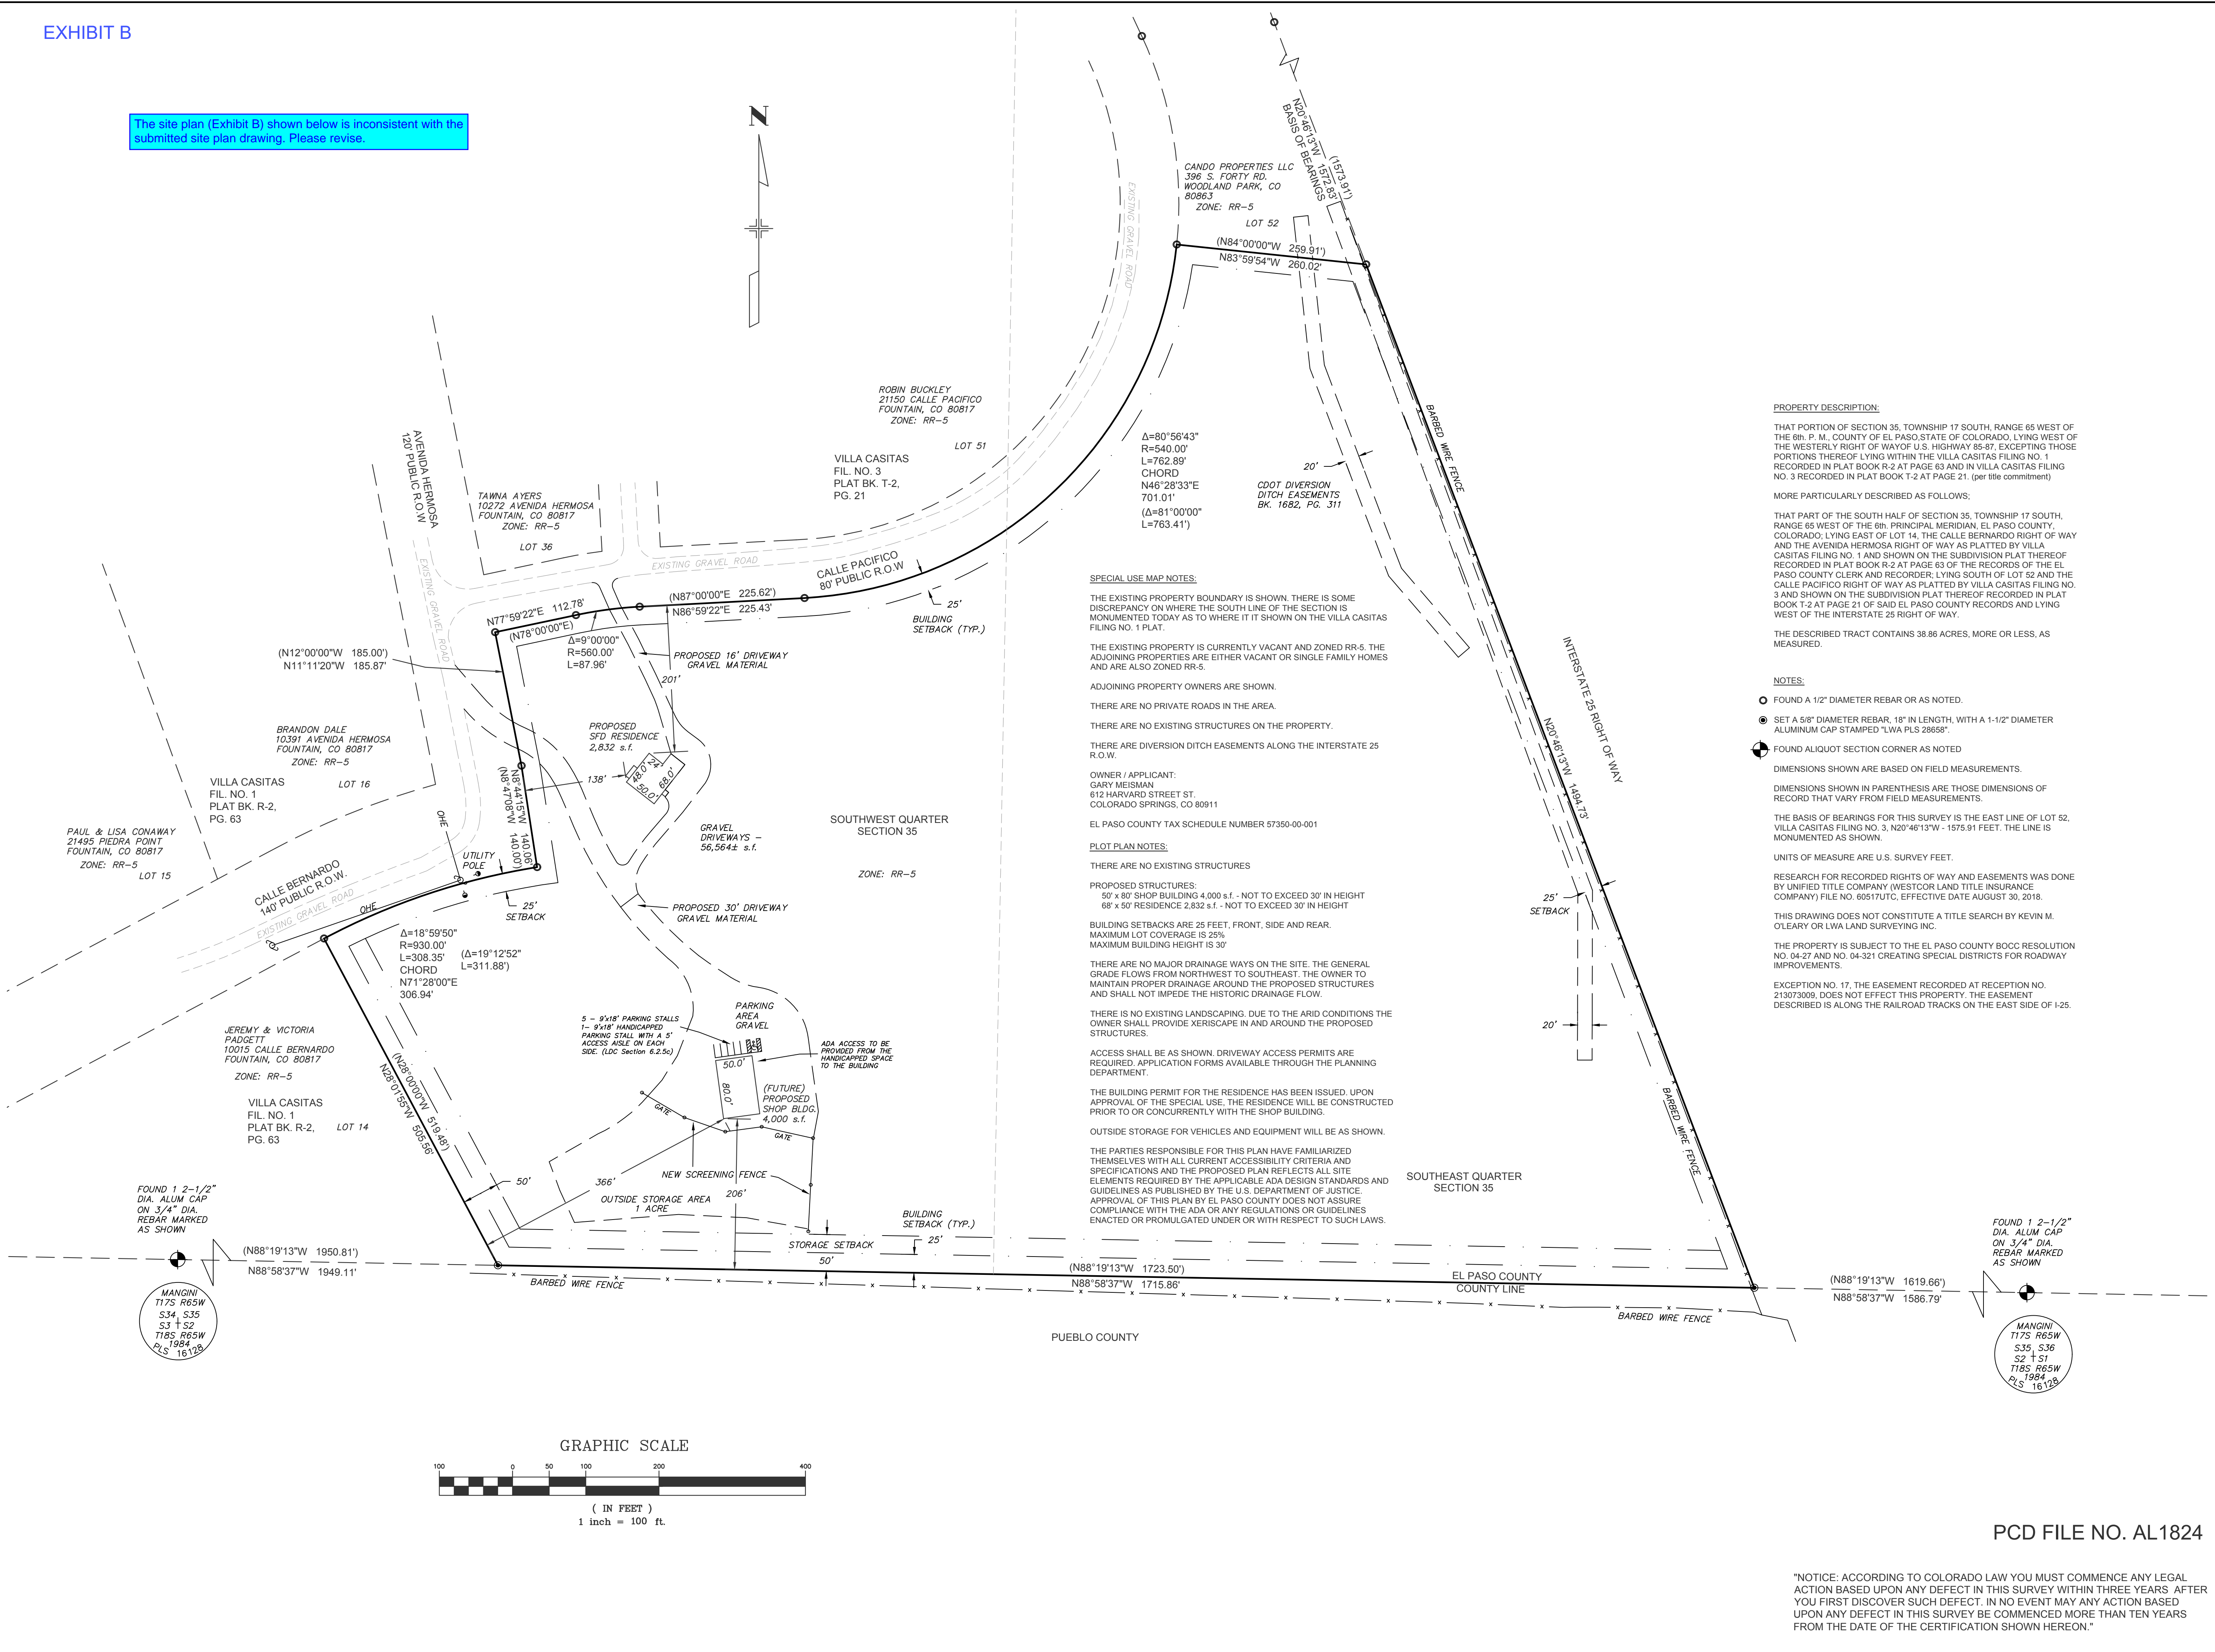 EXHIBIT B
The site plan (Exhibit B) shown below is inconsistent with the
submitted site plan drawing. Please revise.
N
N20°46'13"W 1572.83'
(1573.91')
BASIS OF BEARINGS
CANDO PROPERTIES LLC
396 S. FORTY RD.
WOODLAND PARK, CO
80863
ZONE: RR-5
LOT 52
(N84°00'00"W 259.91')
N83°59'54"W 260.02'
EXISTING GRAVEL ROAD
ROBIN BUCKLEY
21150 CALLE PACIFICO
FOUNTAIN, CO 80817
ZONE: RR-5
LOT 51
VILLA CASITAS
FIL. NO. 3
PLAT BK. T-2,
PG. 21
Δ=80°56'43"
R=540.00'
L=762.89'
CHORD
N46°28'33"E
701.01'
(Δ=81°00'00"
L=763.41')
20'
CDOT DIVERSION
DITCH EASEMENTS
BK. 1682, PG. 311
BARBED WIRE FENCE
AVENIDA HERMOSA
120' PUBLIC R.O.W
TAWNA AYERS
10272 AVENIDA HERMOSA
FOUNTAIN, CO 80817
ZONE: RR-5
LOT 36
EXISTING GRAVEL ROAD
EXISTING GRAVEL ROAD
CALLE PACIFICO
80' PUBLIC R.O.W
N77°59'22"E 112.78'
(N78°00'00"E)
(N87°00'00"E 225.62')
N86°59'22"E 225.43'
25'
BUILDING
SETBACK (TYP.)
Δ=9°00'00"
R=560.00'
L=87.96'
PROPOSED 16' DRIVEWAY
GRAVEL MATERIAL
201'
(N12°00'00"W 185.00')
N11°11'20"W 185.87'
BRANDON DALE
10391 AVENIDA HERMOSA
FOUNTAIN, CO 80817
ZONE: RR-5
LOT 16
VILLA CASITAS
FIL. NO. 1
PLAT BK. R-2,
PG. 63
PAUL & LISA CONAWAY
21495 PIEDRA POINT
FOUNTAIN, CO 80817
ZONE: RR-5
LOT 15
PROPOSED
SFD RESIDENCE
2,832 s.f.
48.0'
24'
68.0'
50.0'
138'
N8°44'15"W 140.06'
(N8°47'08"W 140.00')
OHE
UTILITY
POLE
OHE
CALLE BERNARDO
140' PUBLIC R.O.W.
EXISTING GRAVEL ROAD
25'
SETBACK
GRAVEL
DRIVEWAYS -
56,564± s.f.
SOUTHWEST QUARTER
SECTION 35
ZONE: RR-5
PROPOSED 30' DRIVEWAY
GRAVEL MATERIAL
Δ=18°59'50"
R=930.00'
L=308.35'
CHORD
N71°28'00"E
306.94'
(Δ=19°12'52"
L=311.88')
JEREMY & VICTORIA
PADGETT
10015 CALLE BERNARDO
FOUNTAIN, CO 80817
ZONE: RR-5
VILLA CASITAS
FIL. NO. 1
PLAT BK. R-2,
PG. 63
LOT 14
(N28°00'00"W 519.48')
N28°01'55"W 505.56'
5 - 9'x18' PARKING STALLS
1- 9'x18' HANDICAPPED
PARKING STALL WITH A 5'
ACCESS AISLE ON EACH
SIDE. (LDC Section 6.2.5c)
PARKING
AREA
GRAVEL
ADA ACCESS TO BE
PROVIDED FROM THE
HANDICAPPED SPACE
TO THE BUILDING
50.0'
80.0'
(FUTURE)
PROPOSED
SHOP BLDG.
4,000 s.f.
GATE
GATE
NEW SCREENING FENCE
50'
366'
OUTSIDE STORAGE AREA
1 ACRE
206'
BUILDING
SETBACK (TYP.)
25'
STORAGE SETBACK
50'
SPECIAL USE MAP NOTES:
THE EXISTING PROPERTY BOUNDARY IS SHOWN. THERE IS SOME
DISCREPANCY ON WHERE THE SOUTH LINE OF THE SECTION IS
MONUMENTED TODAY AS TO WHERE IT IT SHOWN ON THE VILLA CASITAS
FILING NO. 1 PLAT.
THE EXISTING PROPERTY IS CURRENTLY VACANT AND ZONED RR-5. THE
ADJOINING PROPERTIES ARE EITHER VACANT OR SINGLE FAMILY HOMES
AND ARE ALSO ZONED RR-5.
ADJOINING PROPERTY OWNERS ARE SHOWN.
THERE ARE NO PRIVATE ROADS IN THE AREA.
THERE ARE NO EXISTING STRUCTURES ON THE PROPERTY.
THERE ARE DIVERSION DITCH EASEMENTS ALONG THE INTERSTATE 25
R.O.W.
OWNER / APPLICANT:
GARY MEISMAN
612 HARVARD STREET ST.
COLORADO SPRINGS, CO 80911
EL PASO COUNTY TAX SCHEDULE NUMBER 57350-00-001
PLOT PLAN NOTES:
THERE ARE NO EXISTING STRUCTURES
PROPOSED STRUCTURES:
50' x 80' SHOP BUILDING 4,000 s.f. - NOT TO EXCEED 30' IN HEIGHT
68' x 50' RESIDENCE 2,832 s.f. - NOT TO EXCEED 30' IN HEIGHT
BUILDING SETBACKS ARE 25 FEET, FRONT, SIDE AND REAR.
MAXIMUM LOT COVERAGE IS 25%
MAXIMUM BUILDING HEIGHT IS 30'
THERE ARE NO MAJOR DRAINAGE WAYS ON THE SITE. THE GENERAL
GRADE FLOWS FROM NORTHWEST TO SOUTHEAST. THE OWNER TO
MAINTAIN PROPER DRAINAGE AROUND THE PROPOSED STRUCTURES
AND SHALL NOT IMPEDE THE HISTORIC DRAINAGE FLOW.
THERE IS NO EXISTING LANDSCAPING. DUE TO THE ARID CONDITIONS THE
OWNER SHALL PROVIDE XERISCAPE IN AND AROUND THE PROPOSED
STRUCTURES.
ACCESS SHALL BE AS SHOWN. DRIVEWAY ACCESS PERMITS ARE
REQUIRED. APPLICATION FORMS AVAILABLE THROUGH THE PLANNING
DEPARTMENT.
THE BUILDING PERMIT FOR THE RESIDENCE HAS BEEN ISSUED. UPON
APPROVAL OF THE SPECIAL USE, THE RESIDENCE WILL BE CONSTRUCTED
PRIOR TO OR CONCURRENTLY WITH THE SHOP BUILDING.
OUTSIDE STORAGE FOR VEHICLES AND EQUIPMENT WILL BE AS SHOWN.
THE PARTIES RESPONSIBLE FOR THIS PLAN HAVE FAMILIARIZED
THEMSELVES WITH ALL CURRENT ACCESSIBILITY CRITERIA AND
SPECIFICATIONS AND THE PROPOSED PLAN REFLECTS ALL SITE
ELEMENTS REQUIRED BY THE APPLICABLE ADA DESIGN STANDARDS AND
GUIDELINES AS PUBLISHED BY THE U.S. DEPARTMENT OF JUSTICE.
APPROVAL OF THIS PLAN BY EL PASO COUNTY DOES NOT ASSURE
COMPLIANCE WITH THE ADA OR ANY REGULATIONS OR GUIDELINES
ENACTED OR PROMULGATED UNDER OR WITH RESPECT TO SUCH LAWS.
SOUTHEAST QUARTER
SECTION 35
INTERSTATE 25 RIGHT OF WAY
N20°46'13"W 1494.73'
25'
SETBACK
20'
BARBED WIRE FENCE
PROPERTY DESCRIPTION:
THAT PORTION OF SECTION 35, TOWNSHIP 17 SOUTH, RANGE 65 WEST OF
THE 6th. P. M., COUNTY OF EL PASO,STATE OF COLORADO, LYING WEST OF
THE WESTERLY RIGHT OF WAYOF U.S. HIGHWAY 85-87, EXCEPTING THOSE
PORTIONS THEREOF LYING WITHIN THE VILLA CASITAS FILING NO. 1
RECORDED IN PLAT BOOK R-2 AT PAGE 63 AND IN VILLA CASITAS FILING
NO. 3 RECORDED IN PLAT BOOK T-2 AT PAGE 21. (per title commitment)
MORE PARTICULARLY DESCRIBED AS FOLLOWS;
THAT PART OF THE SOUTH HALF OF SECTION 35, TOWNSHIP 17 SOUTH,
RANGE 65 WEST OF THE 6th. PRINCIPAL MERIDIAN, EL PASO COUNTY,
COLORADO; LYING EAST OF LOT 14, THE CALLE BERNARDO RIGHT OF WAY
AND THE AVENIDA HERMOSA RIGHT OF WAY AS PLATTED BY VILLA
CASITAS FILING NO. 1 AND SHOWN ON THE SUBDIVISION PLAT THEREOF
RECORDED IN PLAT BOOK R-2 AT PAGE 63 OF THE RECORDS OF THE EL
PASO COUNTY CLERK AND RECORDER; LYING SOUTH OF LOT 52 AND THE
CALLE PACIFICO RIGHT OF WAY AS PLATTED BY VILLA CASITAS FILING NO.
3 AND SHOWN ON THE SUBDIVISION PLAT THEREOF RECORDED IN PLAT
BOOK T-2 AT PAGE 21 OF SAID EL PASO COUNTY RECORDS AND LYING
WEST OF THE INTERSTATE 25 RIGHT OF WAY.
THE DESCRIBED TRACT CONTAINS 38.86 ACRES, MORE OR LESS, AS
MEASURED.
NOTES:
FOUND A 1/2" DIAMETER REBAR OR AS NOTED.
SET A 5/8" DIAMETER REBAR, 18" IN LENGTH, WITH A 1-1/2" DIAMETER
ALUMINUM CAP STAMPED "LWA PLS 28658".
FOUND ALIQUOT SECTION CORNER AS NOTED
DIMENSIONS SHOWN ARE BASED ON FIELD MEASUREMENTS.
DIMENSIONS SHOWN IN PARENTHESIS ARE THOSE DIMENSIONS OF
RECORD THAT VARY FROM FIELD MEASUREMENTS.
THE BASIS OF BEARINGS FOR THIS SURVEY IS THE EAST LINE OF LOT 52,
VILLA CASITAS FILING NO. 3, N20°46'13"W - 1575.91 FEET. THE LINE IS
MONUMENTED AS SHOWN.
UNITS OF MEASURE ARE U.S. SURVEY FEET.
RESEARCH FOR RECORDED RIGHTS OF WAY AND EASEMENTS WAS DONE
BY UNIFIED TITLE COMPANY (WESTCOR LAND TITLE INSURANCE
COMPANY) FILE NO. 60517UTC, EFFECTIVE DATE AUGUST 30, 2018.
THIS DRAWING DOES NOT CONSTITUTE A TITLE SEARCH BY KEVIN M.
O'LEARY OR LWA LAND SURVEYING INC.
THE PROPERTY IS SUBJECT TO THE EL PASO COUNTY BOCC RESOLUTION
NO. 04-27 AND NO. 04-321 CREATING SPECIAL DISTRICTS FOR ROADWAY
IMPROVEMENTS.
EXCEPTION NO. 17, THE EASEMENT RECORDED AT RECEPTION NO.
213073009, DOES NOT EFFECT THIS PROPERTY. THE EASEMENT
DESCRIBED IS ALONG THE RAILROAD TRACKS ON THE EAST SIDE OF I-25.
FOUND 1 2-1/2"
DIA. ALUM CAP
ON 3/4" DIA.
REBAR MARKED
AS SHOWN
(N88°19'13"W 1950.81')
N88°58'37"W 1949.11'
MANGINI
T17S R65W
S34 S35
S3 S2
T18S R65W
1984
PLS 16128
BARBED WIRE FENCE
(N88°19'13"W 1723.50')
N88°58'37"W 1715.86'
EL PASO COUNTY
COUNTY LINE
PUEBLO COUNTY
BARBED WIRE FENCE
FOUND 1 2-1/2"
DIA. ALUM CAP
ON 3/4" DIA.
REBAR MARKED
AS SHOWN
(N88°19'13"W 1619.66')
N88°58'37"W 1586.79'
MANGINI
T17S R65W
S35 S36
S2 S1
T18S R65W
1984
PLS 16128
GRAPHIC SCALE
100 0 50 100 200 400
( IN FEET )
1 inch = 100 ft.
PCD FILE NO. AL1824
"NOTICE: ACCORDING TO COLORADO LAW YOU MUST COMMENCE ANY LEGAL
ACTION BASED UPON ANY DEFECT IN THIS SURVEY WITHIN THREE YEARS AFTER
YOU FIRST DISCOVER SUCH DEFECT. IN NO EVENT MAY ANY ACTION BASED
UPON ANY DEFECT IN THIS SURVEY BE COMMENCED MORE THAN TEN YEARS
FROM THE DATE OF THE CERTIFICATION SHOWN HEREON."